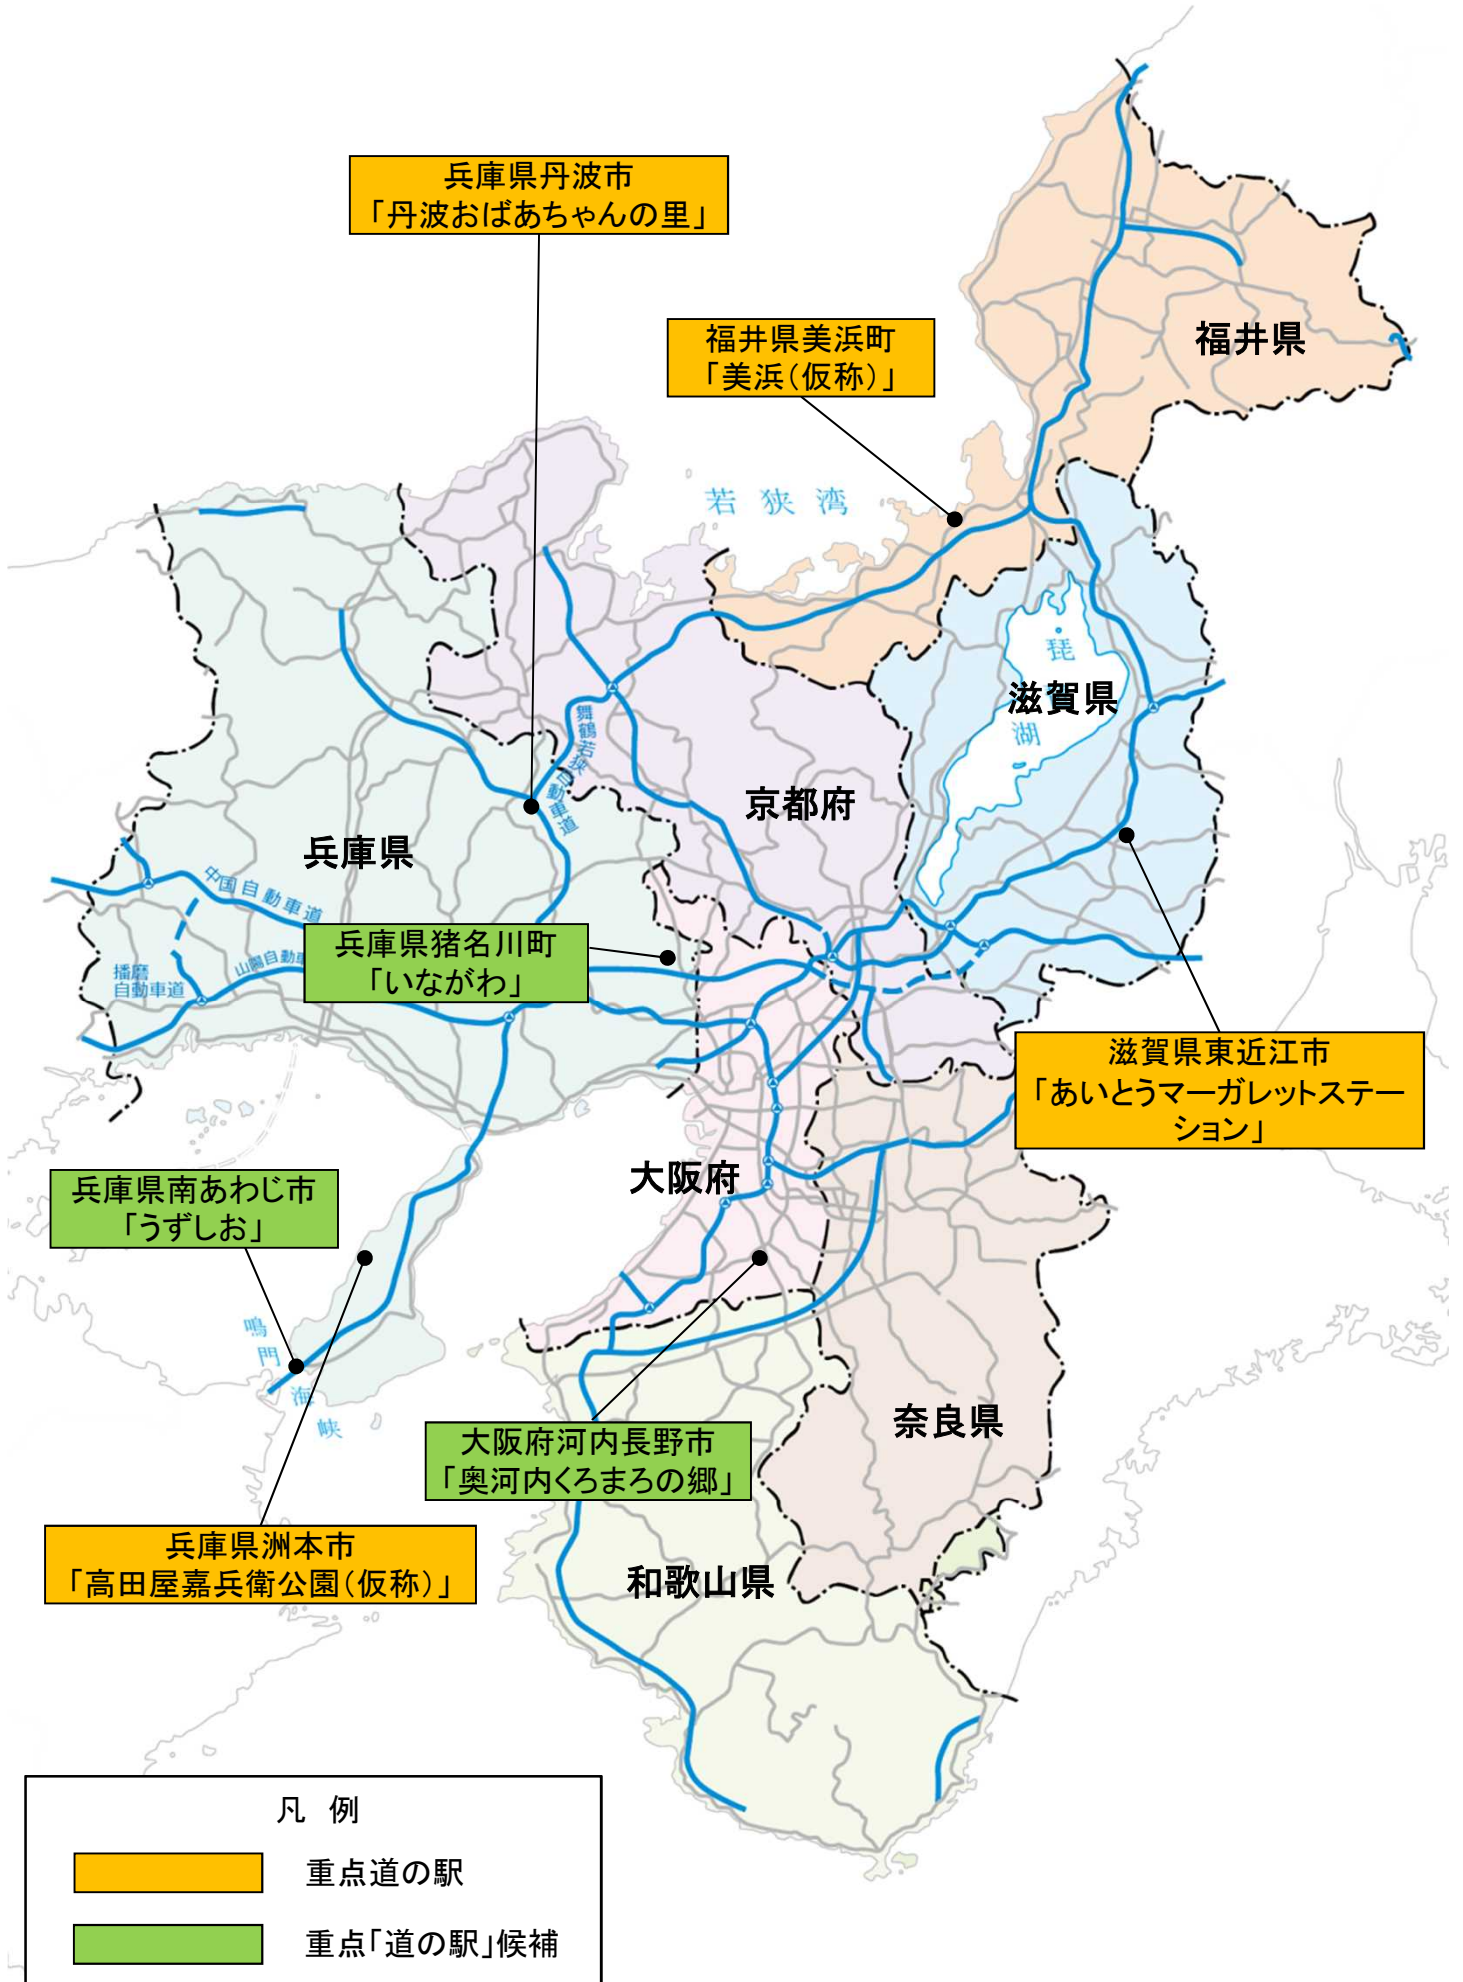 兵庫県丹波市
「丹波おばあちゃんの里」
福井県美浜町
「美浜（仮称）」
福井県
若狭湾
琵
滋賀県
湖
舞鶴若狭自動車道
京都府
兵庫県
中国自動車道
兵庫県猪名川町
「いながわ」
播磨
自動車道
山陽自動車
滋賀県東近江市
「あいとうマーガレットステー
ション」
大阪府
兵庫県南あわじ市
「うずしお」
鳴
門
海
峡
奈良県
大阪府河内長野市
「奥河内くろまろの郷」
兵庫県洲本市
「高田屋嘉兵衛公園（仮称）」
和歌山県
凡 例
重点道の駅
重点「道の駅」候補